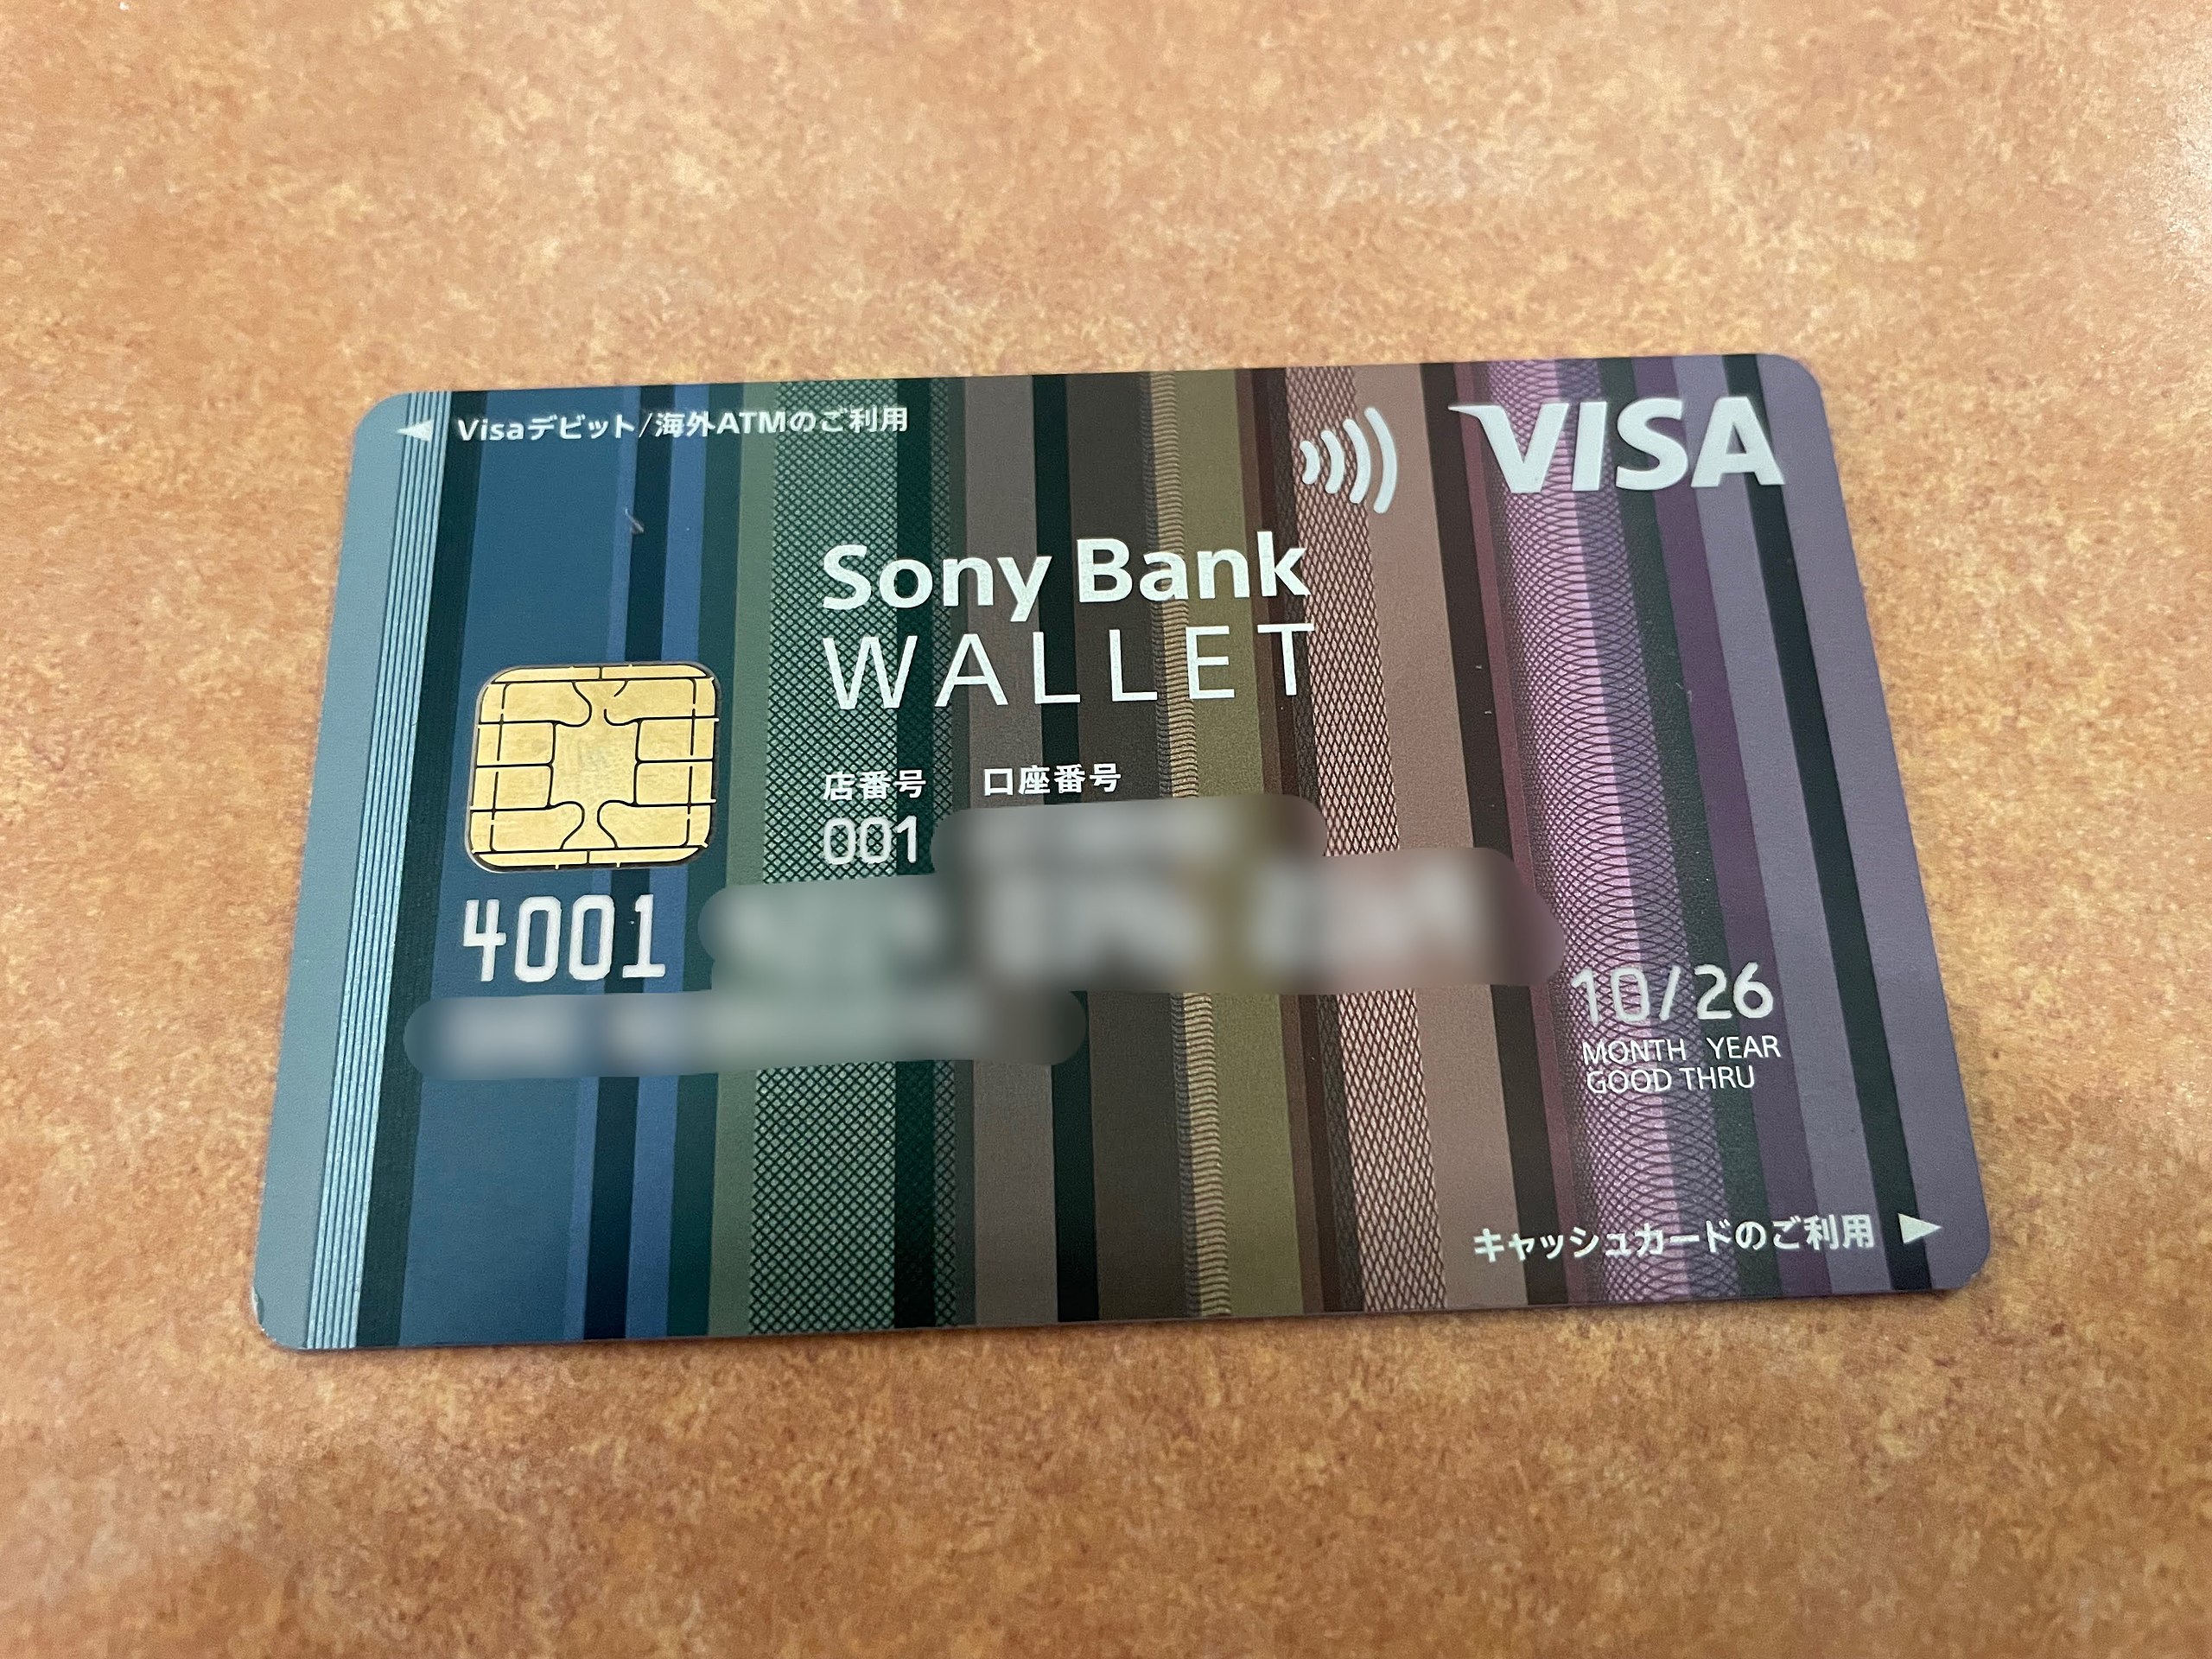 Visaデビット/海外ATMのご利用
VISA
Sony Bank
WALLET
店番号 口座番号
001
4001
10/26
MONTH YEAR
GOOD THRU
キャッシュカードのご利用